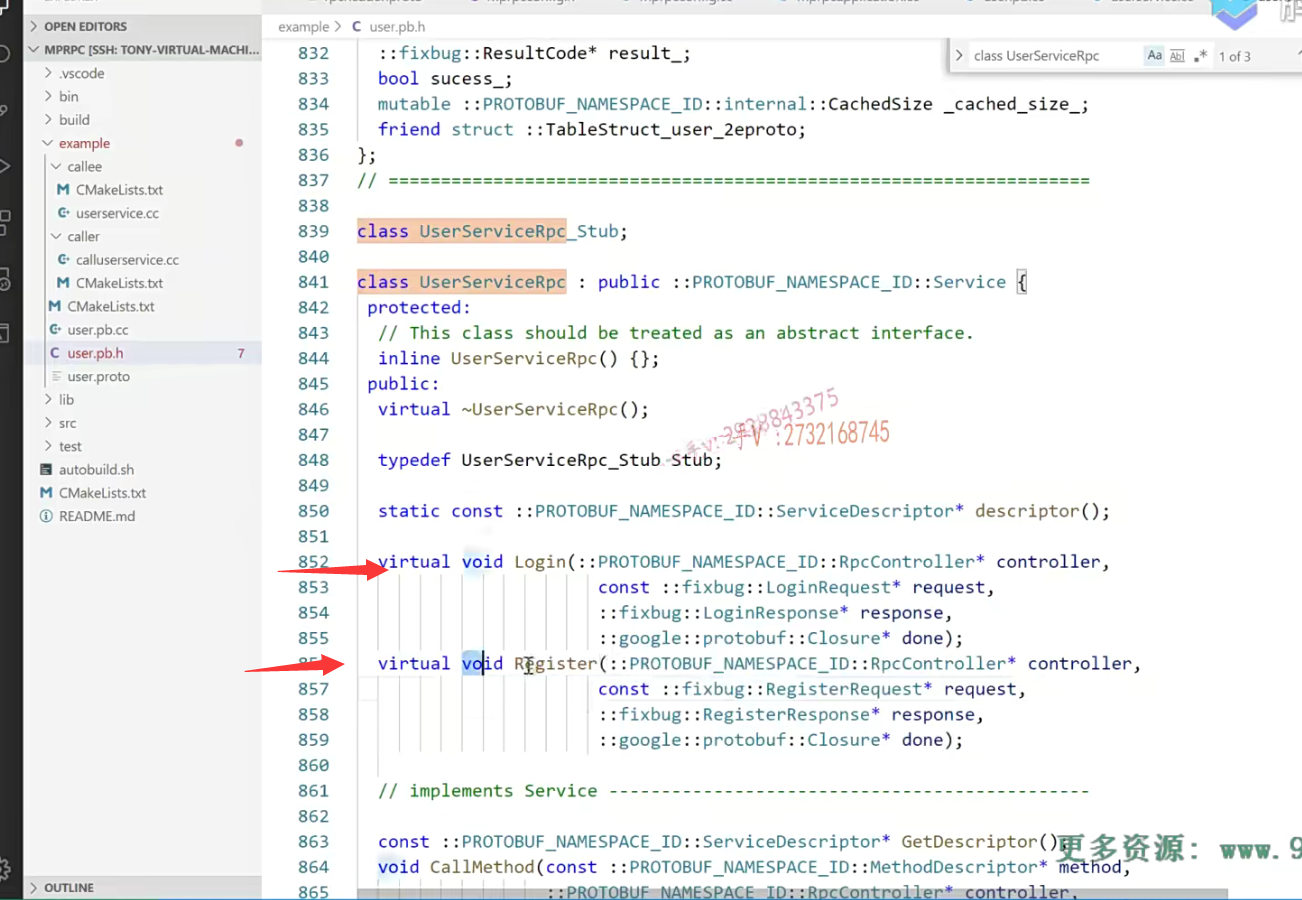 OPEN EDITORS
MPRPC [SSH: TONY-VIRTUAL-MACHI...
.vscode
bin
build
example
callee
CMakeLists.txt
userservice.cc
caller
calluserservice.cc
CMakeLists.txt
CMakeLists.txt
user.pb.cc
user.pb.h 7
user.proto
lib
src
test
autobuild.sh
CMakeLists.txt
README.md
OUTLINE
example > C user.pb.h
class UserServiceRpc Aa Abl .* 1 of 3
832 ::fixbug::ResultCode* result_;
833 bool sucess_;
834 mutable ::PROTOBUF_NAMESPACE_ID::internal::CachedSize _cached_size_;
835 friend struct ::TableStruct_user_2eproto;
836 };
837 // ===================================================================
838
839 class UserServiceRpc_Stub;
840
841 class UserServiceRpc : public ::PROTOBUF_NAMESPACE_ID::Service {
842 protected:
843 // This class should be treated as an abstract interface.
844 inline UserServiceRpc() {};
845 public:
846 virtual ~UserServiceRpc();
847
848 typedef UserServiceRpc_Stub Stub;
849
850 static const ::PROTOBUF_NAMESPACE_ID::ServiceDescriptor* descriptor();
851
852 virtual void Login(::PROTOBUF_NAMESPACE_ID::RpcController* controller,
853 const ::fixbug::LoginRequest* request,
854 ::fixbug::LoginResponse* response,
855 ::google::protobuf::Closure* done);
virtual void Register(::PROTOBUF_NAMESPACE_ID::RpcController* controller,
857 const ::fixbug::RegisterRequest* request,
858 ::fixbug::RegisterResponse* response,
859 ::google::protobuf::Closure* done);
860
861 // implements Service ----------------------------------------------
862
863 const ::PROTOBUF_NAMESPACE_ID::ServiceDescriptor* GetDescriptor();
864 void CallMethod(const ::PROTOBUF_NAMESPACE_ID::MethodDescriptor* method,
865 ::PROTOBUF_NAMESPACE_ID::RpcController* controller,
:2732168745
更多资源: www.9